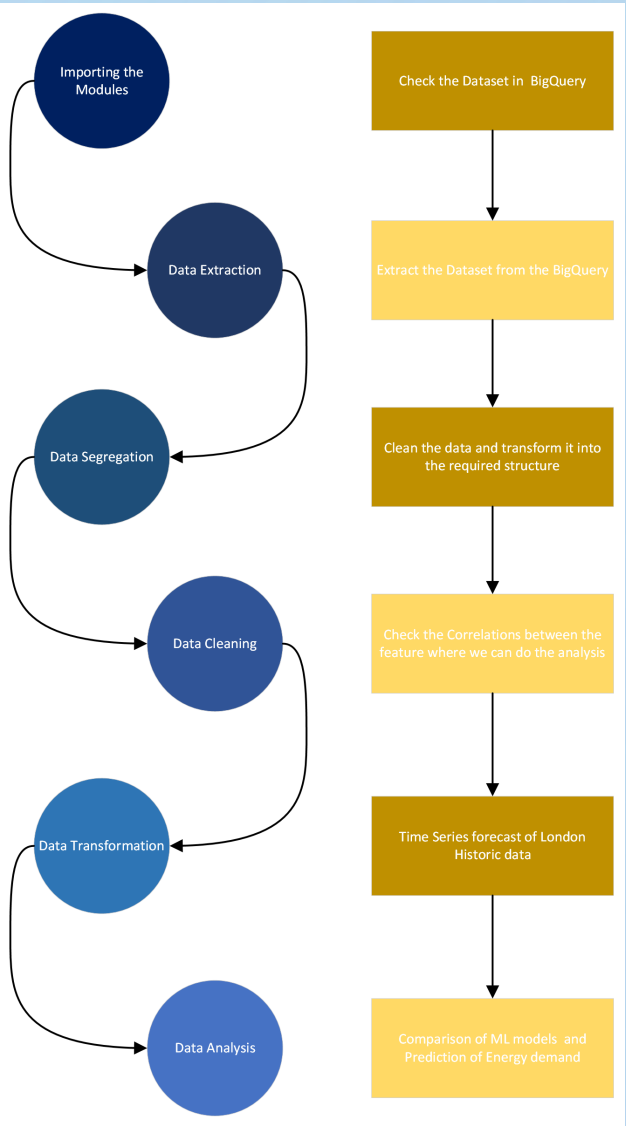 Importing the
Modules
Data Extraction
Data Segregation
Data Cleaning
Data Transformation
Data Analysis
Check the Dataset in  BigQuery
Extract the Dataset from the BigQuery
Clean the data and transform it into
the required structure
Check the Correlations between the
feature where we can do the analysis
Time Series forecast of London
Historic data
Comparison of ML models  and
Prediction of Energy demand